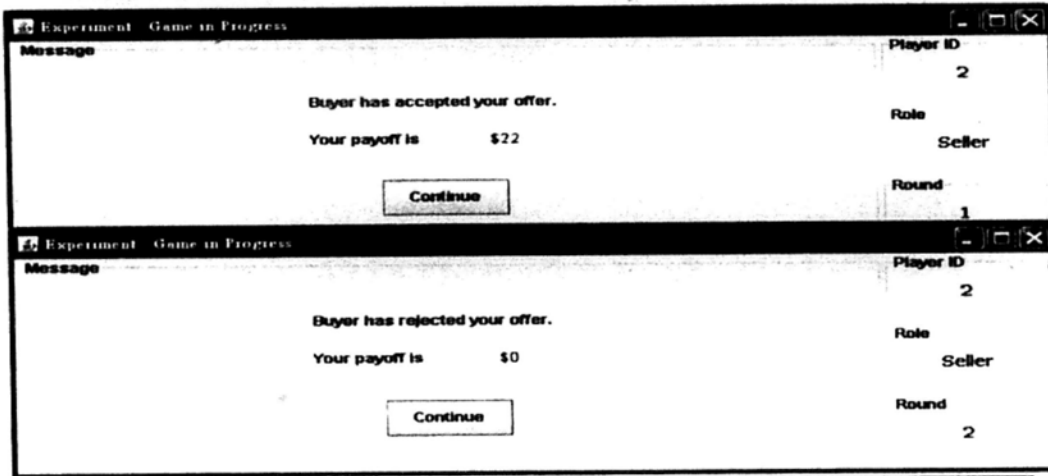 Experiment Game in Progress
Message
Player ID
2
Buyer has accepted your offer.
Role
Your payoff is $22
Seller
Continue
Round
1
Experiment Game in Progress
Message
Player ID
2
Buyer has rejected your offer.
Role
Your payoff is $0
Seller
Continue
Round
2